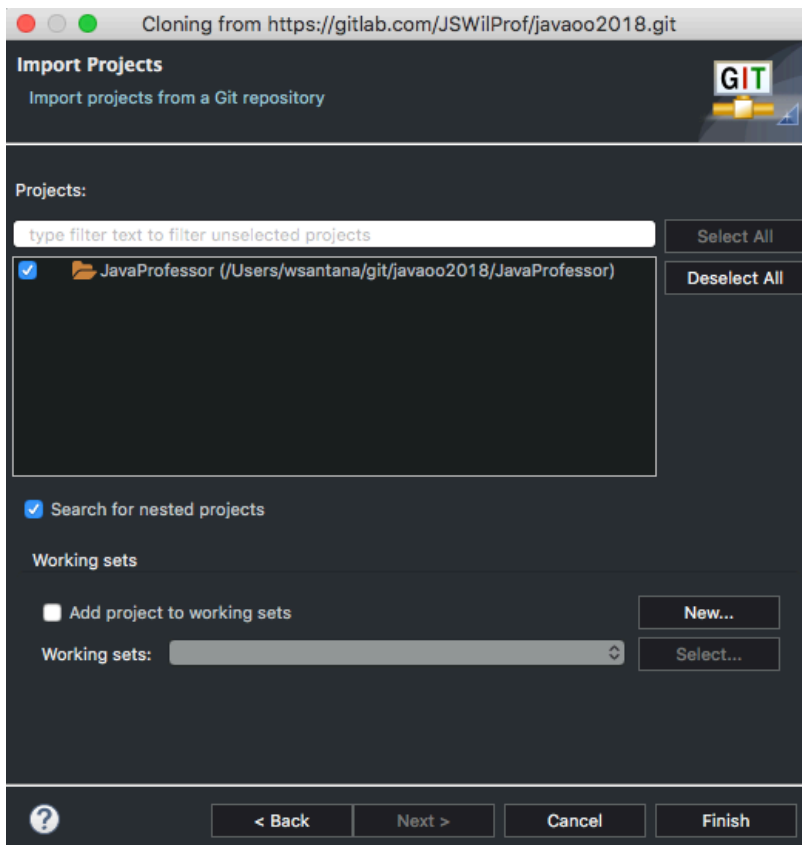 Cloning from https://gitlab.com/JSWilProf/javaoo2018.git
Import Projects
Import projects from a Git repository
GIT
Projects:
type filter text to filter unselected projects
Select All
JavaProfessor (/Users/wsantana/git/javaoo2018/JavaProfessor)
Deselect All
Search for nested projects
Working sets
Add project to working sets
New...
Working sets:
Select...
?
< Back
Next >
Cancel
Finish